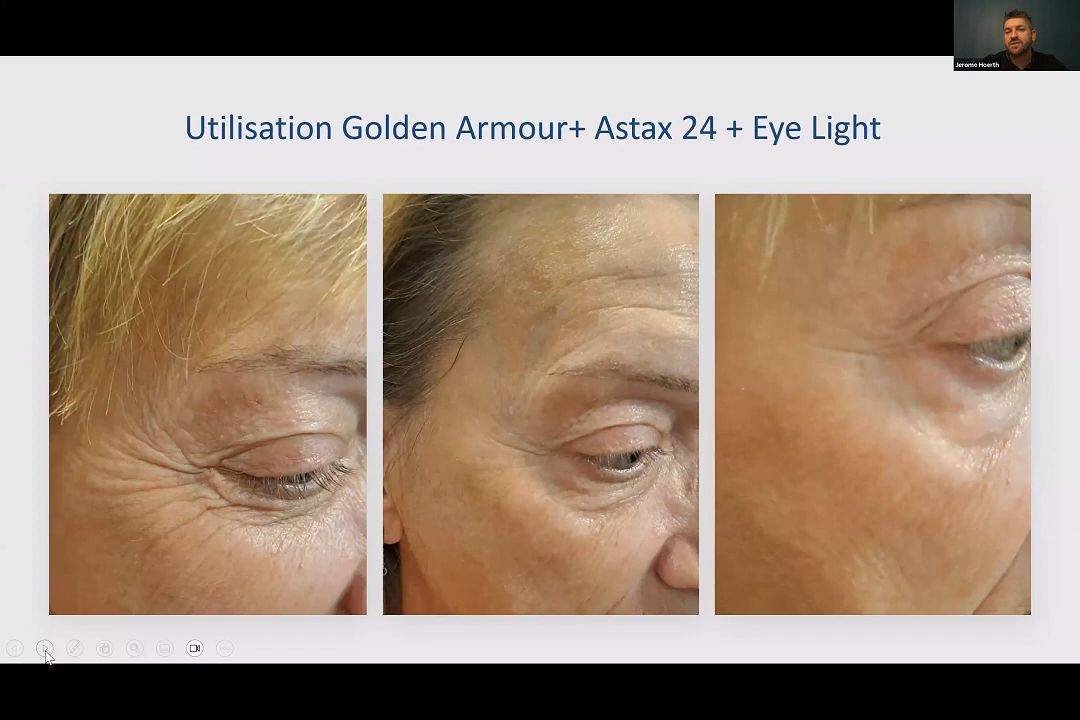 Jerome Hoerth
Utilisation Golden Armour+ Astax 24 + Eye Light